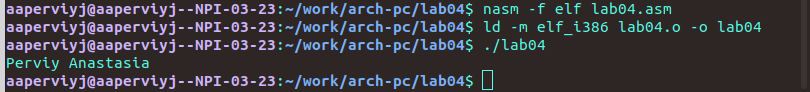 aaperviyj@aaperviyj--NPI-03-23:~/work/arch-pc/lab04$ nasm -f elf lab04.asm
aaperviyj@aaperviyj--NPI-03-23:~/work/arch-pc/lab04$ ld -m elf_i386 lab04.o -o lab04
aaperviyj@aaperviyj--NPI-03-23:~/work/arch-pc/lab04$ ./lab04
Perviy Anastasia
aaperviyj@aaperviyj--NPI-03-23:~/work/arch-pc/lab04$